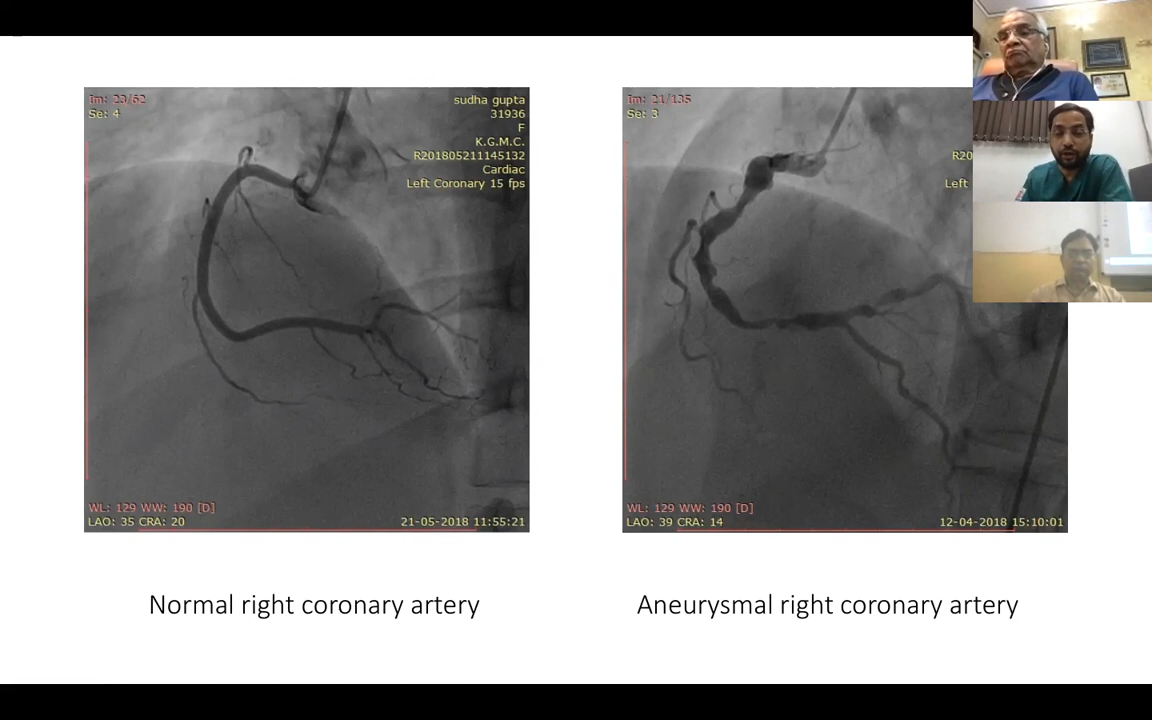 Im: 23/62
Se: 4
sudha gupta
31936
F
K.G.M.C.
R201805211145132
Cardiac
Left Coronary 15 fps
WL: 129 WW: 190 [D]
LAO: 35 CRA: 20
21-05-2018 11:55:21
Im: 21/135
Se: 3
R20
Left
WL: 129 WW: 190 [D]
LAO: 39 CRA: 14
12-04-2018 15:10:01
Normal right coronary artery
Aneurysmal right coronary artery